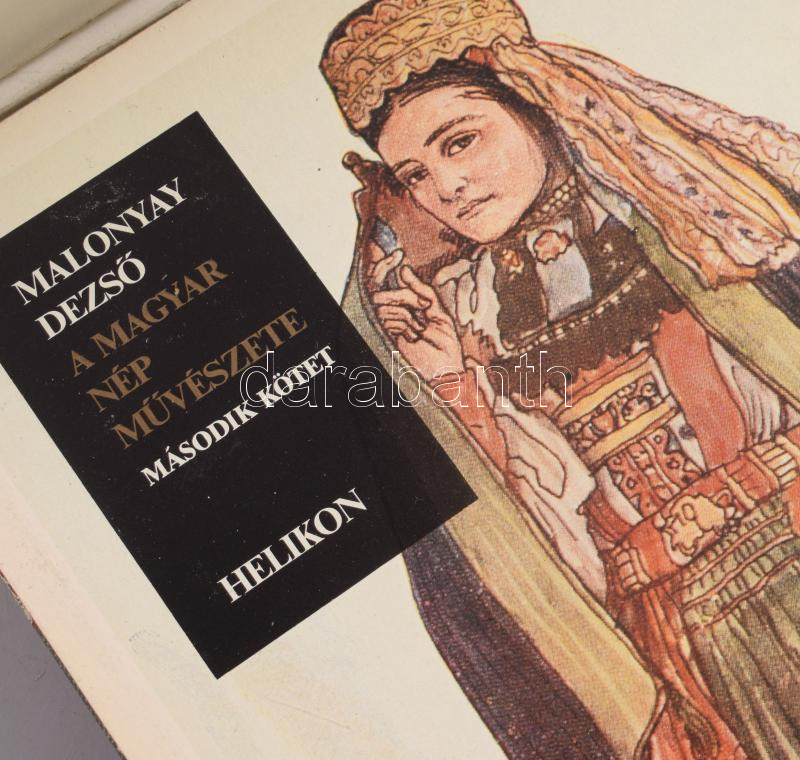 MALONYAY
DEZSŐ
A MAGYAR
NÉP
MŰVÉSZETE
MÁSODIK KÖTET
HELIKON
darabanth